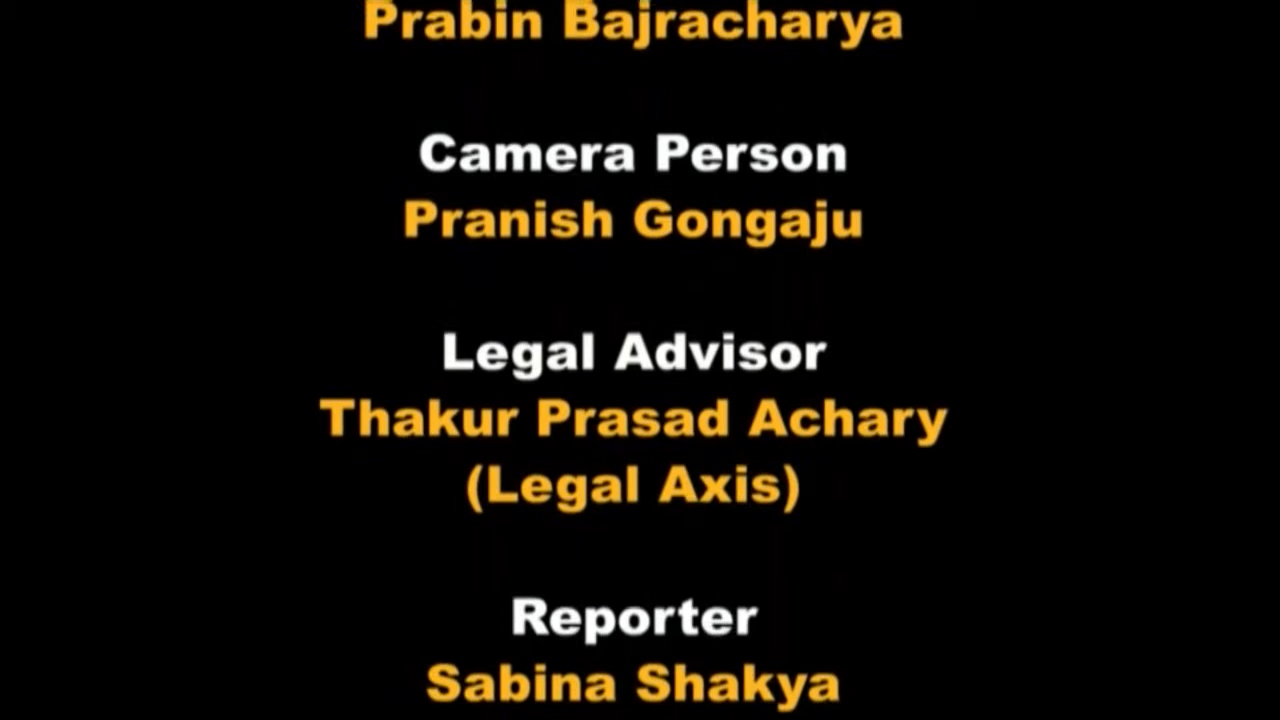 Prabin Bajracharya
Camera Person
Pranish Gongaju
Legal Advisor
Thakur Prasad Achary
(Legal Axis)
Reporter
Sabina Shakya